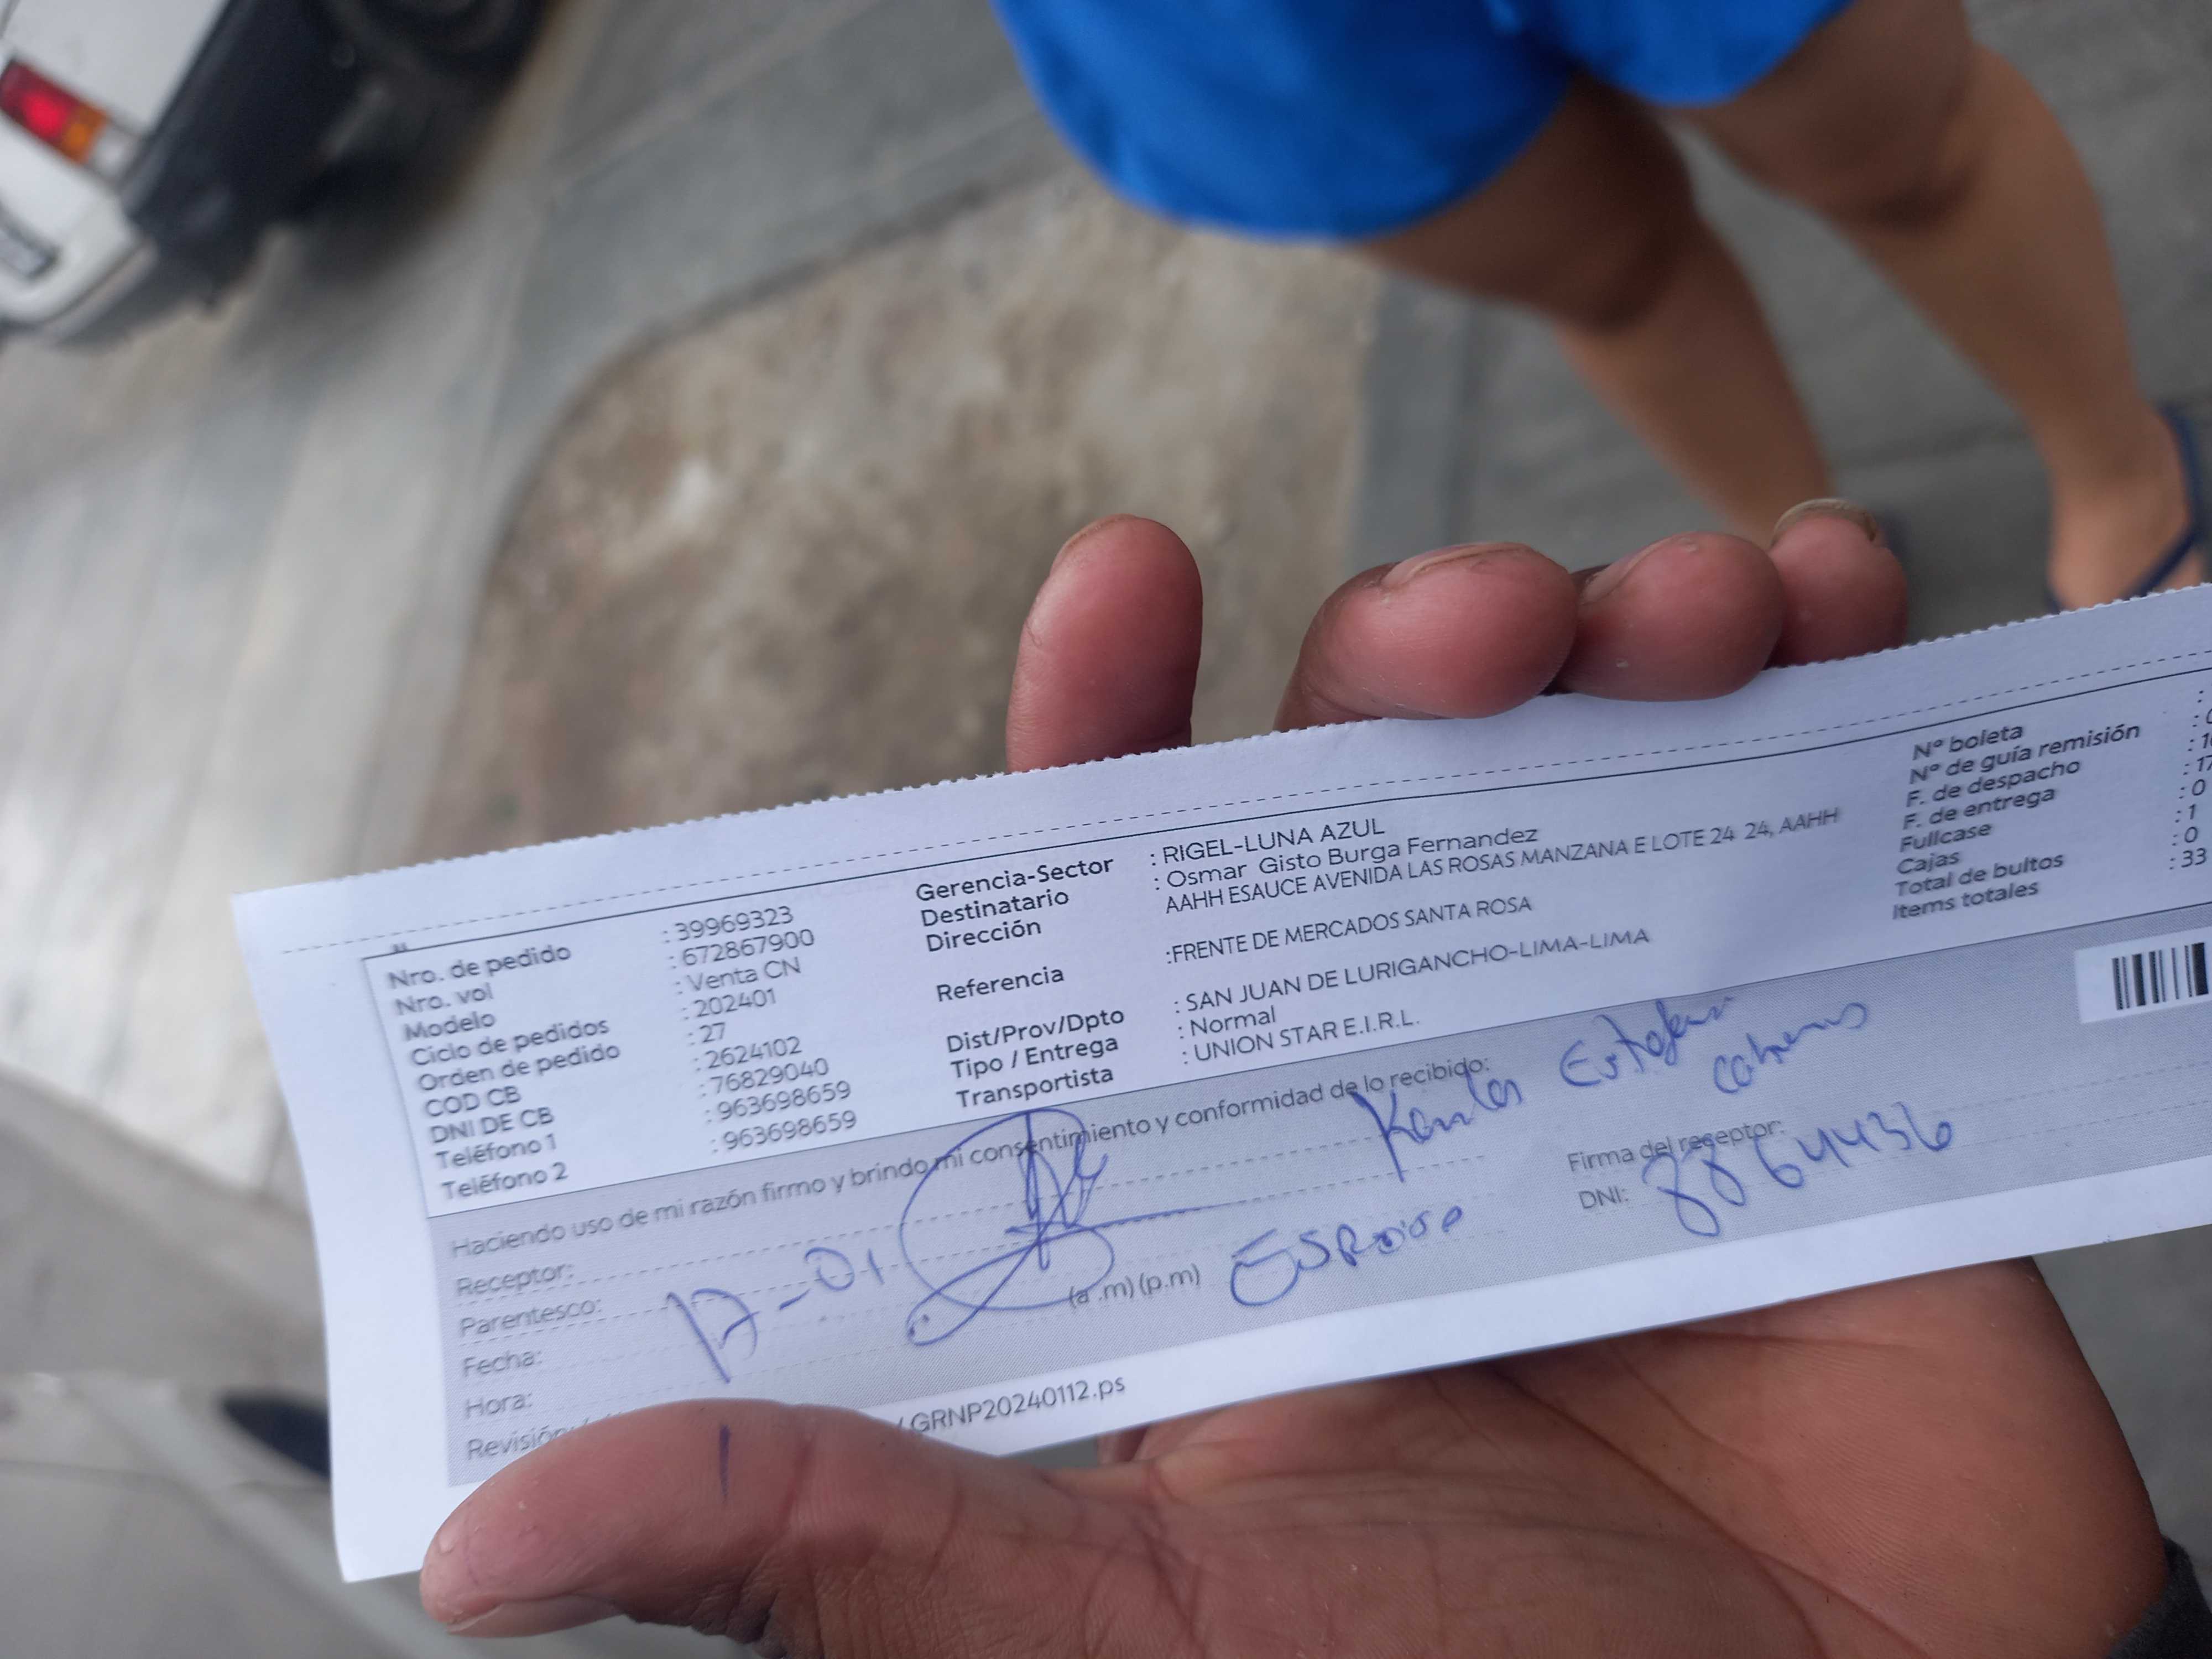 Nro. de pedido : 39969323
Nro. vol : 672867900
Modelo : Venta CN
Ciclo de pedidos : 202401
Orden de pedido : 27
COD CB : 2624102
DNI DE CB : 76829040
Teléfono 1 : 963698659
Teléfono 2 : 963698659
Gerencia-Sector : RIGEL-LUNA AZUL
Destinatario : Osmar Gisto Burga Fernandez
Dirección AAHH ESAUCE AVENIDA LAS ROSAS MANZANA E LOTE 24 24, AAHH
Referencia :FRENTE DE MERCADOS SANTA ROSA
Dist/Prov/Dpto : SAN JUAN DE LURIGANCHO-LIMA-LIMA
Tipo / Entrega : Normal
Transportista : UNION STAR E.I.R.L.
N° boleta :
N° de guía remisión
F. de despacho
F. de entrega : 17
Fullcase : 0
Cajas : 1
Total de bultos : 0
Items totales : 33
Haciendo uso de mi razón firmo y brindo mi consentimiento y conformidad de lo recibido:
Receptor:
Parentesco:
Fecha: 17-01
Hora: (a .m) (p.m)
Esposa
Firma del receptor:
DNI:
Revisión
GRNP20240112.ps